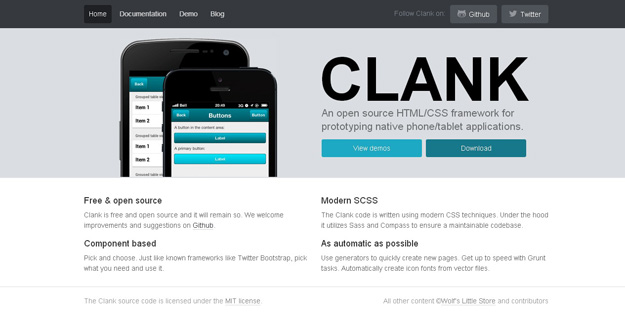 Home Documentation Demo Blog Follow Clank on: Github Twitter
CLANK
An open source HTML/CSS framework for
prototyping native phone/tablet applications.
View demos Download
Back
Grouped table
Item 1
Item 2
Item 3
Grouped table
Item 1
Item 2
22:49
Back Buttons Button
A button in the content area:
Label
A primary button:
Label
Free & open source
Clank is free and open source and it will remain so. We welcome
improvements and suggestions on Github.
Modern SCSS
The Clank code is written using modern CSS techniques. Under the hood
it utilizes Sass and Compass to ensure a maintainable codebase.
Component based
Pick and choose. Just like known frameworks like Twitter Bootstrap, pick
what you need and use it.
As automatic as possible
Use generators to quickly create new pages. Get up to speed with Grunt
tasks. Automatically create icon fonts from vector files.
The Clank source code is licensed under the MIT license. All other content ©Wolf's Little Store and contributors